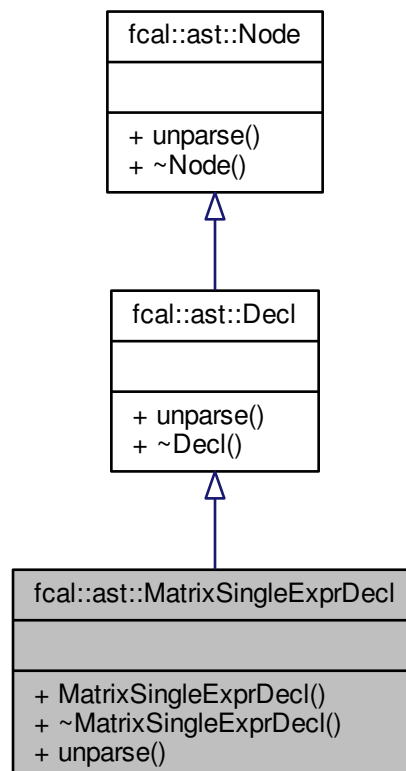 fcal::ast::Node
+ unparse()
+ ~Node()
fcal::ast::Decl
+ unparse()
+ ~Decl()
fcal::ast::MatrixSingleExprDecl
+ MatrixSingleExprDecl()
+ ~MatrixSingleExprDecl()
+ unparse()